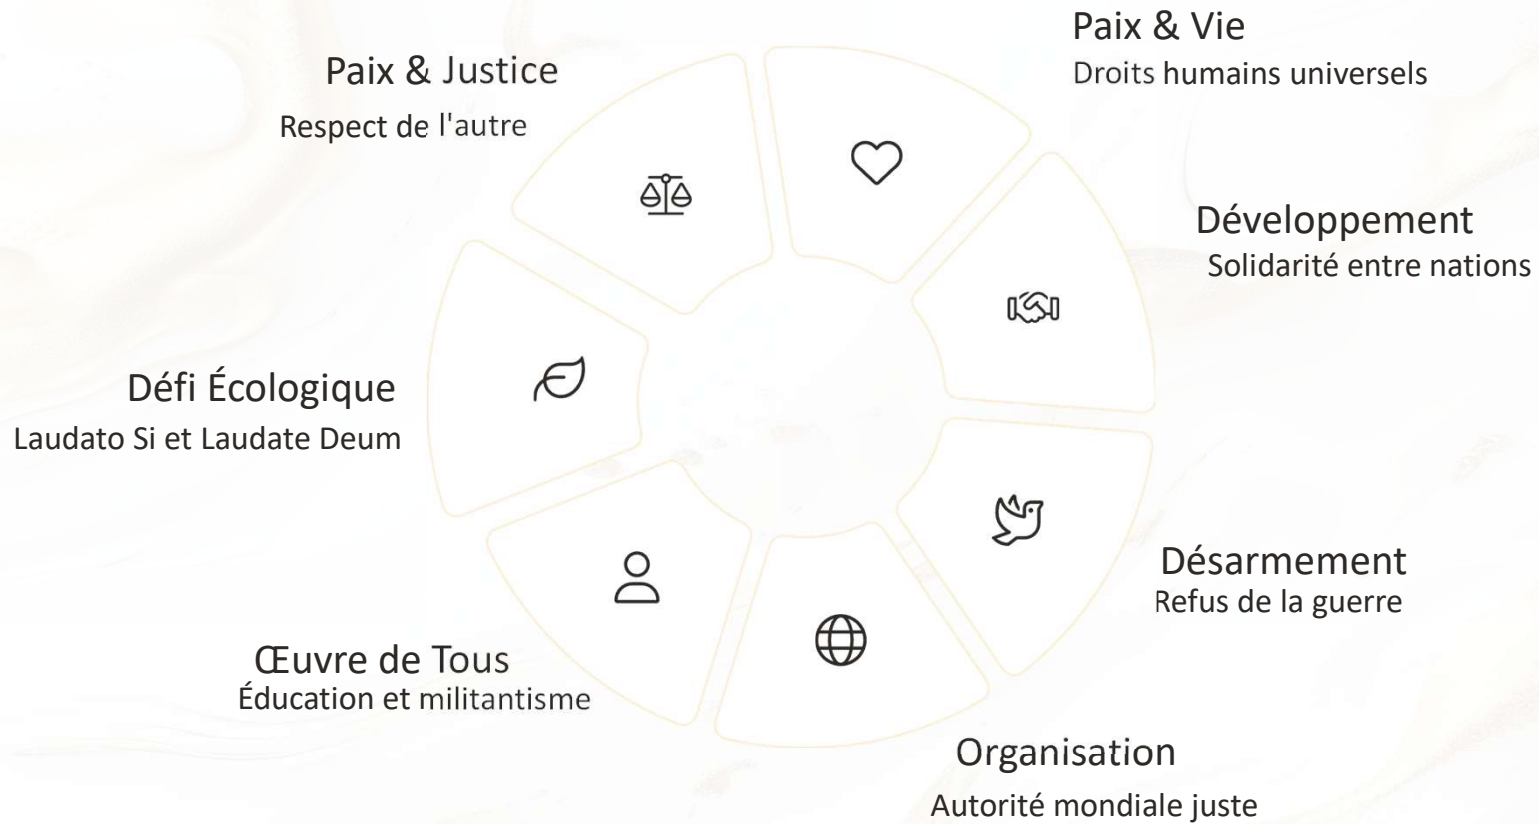 Paix & Justice
Respect de l'autre
Paix & Vie
Droits humains universels
Développement
Solidarité entre nations
Désarmement
Refus de la guerre
Organisation
Autorité mondiale juste
Œuvre de Tous
Éducation et militantisme
Défi Écologique
Laudato Si et Laudate Deum